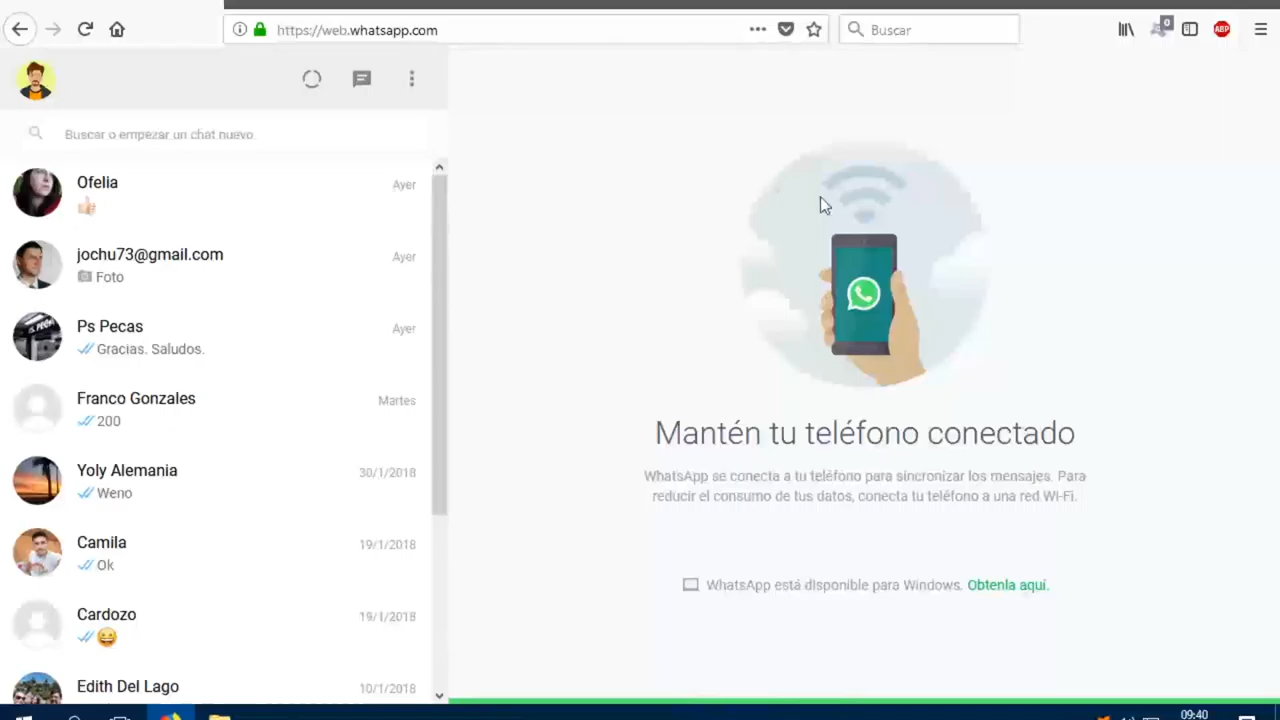 https://web.whatsapp.com
Buscar
0
ABP
Buscar o empezar un chat nuevo
Ofelia
Ayer
jochu73@gmail.com
Ayer
Foto
Ps Pecas
Ayer
Gracias. Saludos.
Franco Gonzales
Martes
200
Yoly Alemania
30/1/2018
Weno
Camila
19/1/2018
Ok
Cardozo
19/1/2018
Edith Del Lago
10/1/2018
Mantén tu teléfono conectado
WhatsApp se conecta a tu teléfono para sincronizar los mensajes. Para
reducir el consumo de tus datos, conecta tu teléfono a una red Wi-Fi.
WhatsApp está disponible para Windows. Obtenla aquí.
09:40